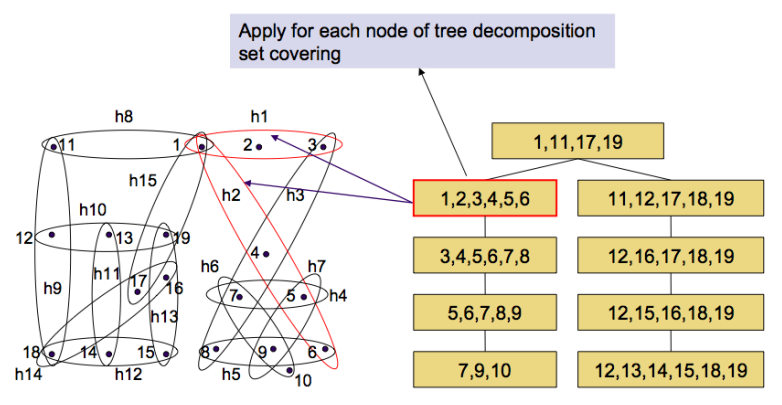 Apply for each node of tree decomposition
set covering
h8
h1
11
1
2
3
h15
h2
h3
h10
12
13
19
4
h6
h7
h9
h11
17
16
7
5
h4
h13
18
14
15
8
9
6
h14
h12
h5
10
1,11,17,19
1,2,3,4,5,6
11,12,17,18,19
3,4,5,6,7,8
12,16,17,18,19
5,6,7,8,9
12,15,16,18,19
7,9,10
12,13,14,15,18,19